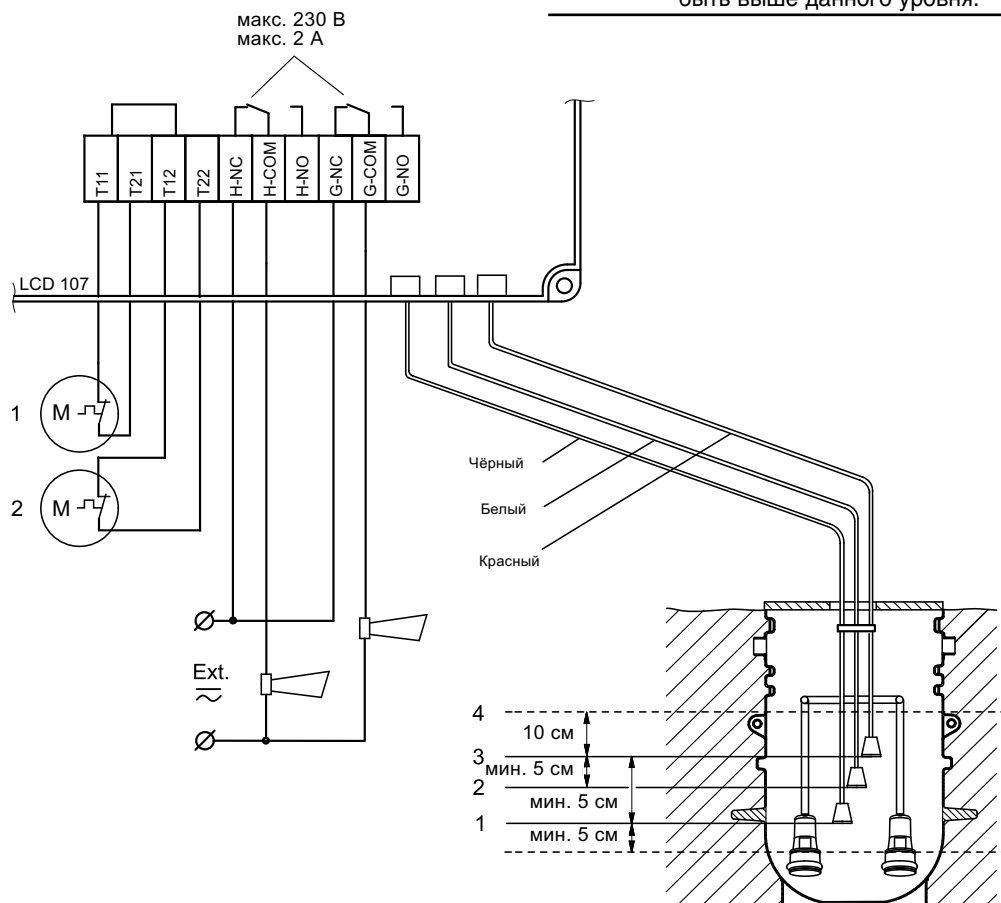 быть выше данного уровня.
макс. 230 В
макс. 2 А
T11
T21
T12
T22
H-NC
H-COM
H-NO
G-NC
G-COM
G-NO
LCD 107
1
M
2
M
Чёрный
Белый
Красный
Ext.
4
10 см
3
мин. 5 см
2
мин. 5 см
1
мин. 5 см